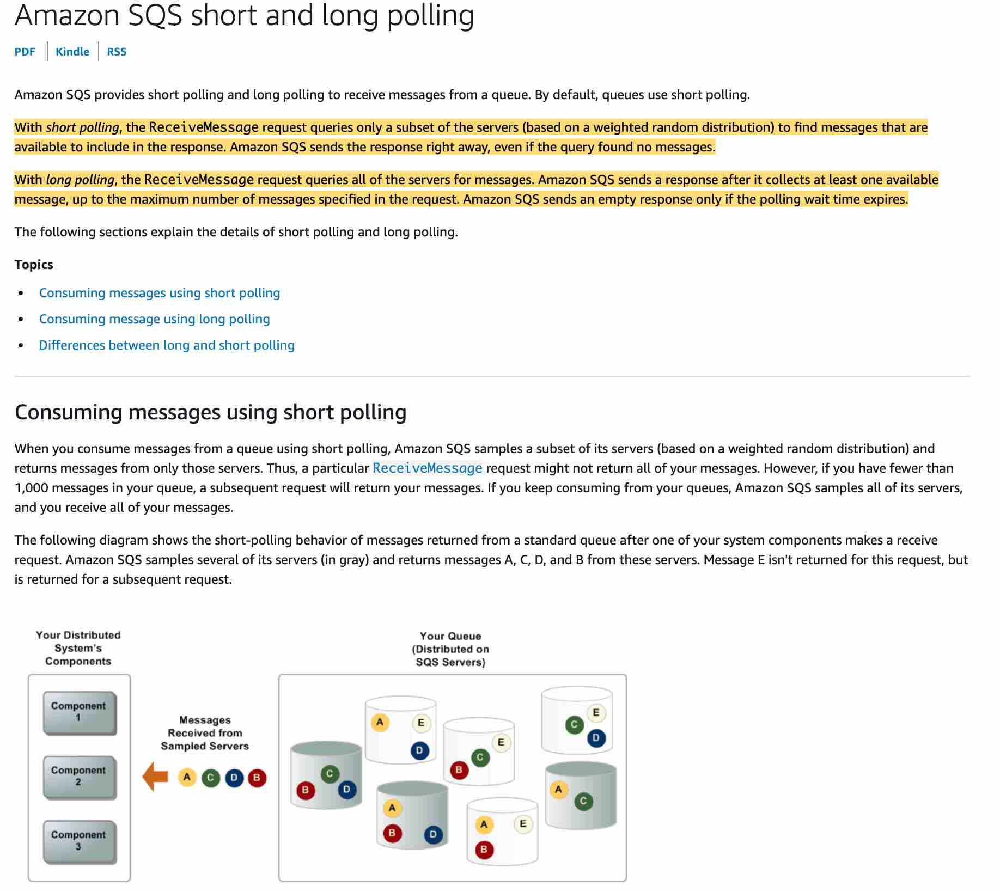 Amazon SQS short and long polling
PDF | Kindle | RSS
Amazon SQS provides short polling and long polling to receive messages from a queue. By default, queues use short polling.
With short polling, the ReceiveMessage request queries only a subset of the servers (based on a weighted random distribution) to find messages that are
available to include in the response. Amazon SQS sends the response right away, even if the query found no messages.
With long polling, the ReceiveMessage request queries all of the servers for messages. Amazon SQS sends a response after it collects at least one available
message, up to the maximum number of messages specified in the request. Amazon SQS sends an empty response only if the polling wait time expires.
The following sections explain the details of short polling and long polling.
Topics
• Consuming messages using short polling
• Consuming message using long polling
• Differences between long and short polling
Consuming messages using short polling
When you consume messages from a queue using short polling, Amazon SQS samples a subset of its servers (based on a weighted random distribution) and
returns messages from only those servers. Thus, a particular ReceiveMessage request might not return all of your messages. However, if you have fewer than
1,000 messages in your queue, a subsequent request will return your messages. If you keep consuming from your queues, Amazon SQS samples all of its servers,
and you receive all of your messages.
The following diagram shows the short-polling behavior of messages returned from a standard queue after one of your system components makes a receive
request. Amazon SQS samples several of its servers (in gray) and returns messages A, C, D, and B from these servers. Message E isn't returned for this request, but
is returned for a subsequent request.
Your Distributed
System's
Components
Component
1
Component
2
Component
3
Messages
Received from
Sampled Servers
A C D B
Your Queue
(Distributed on
SQS Servers)
C
B D
A E
D
E
C
B
E
C
D
A
B D
A E
B
A
C